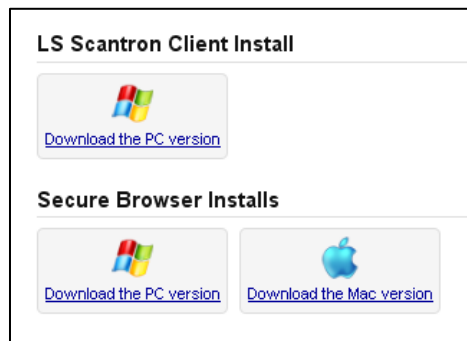 LS Scantron Client Install
Download the PC version
Secure Browser Installs
Download the PC version
Download the Mac version